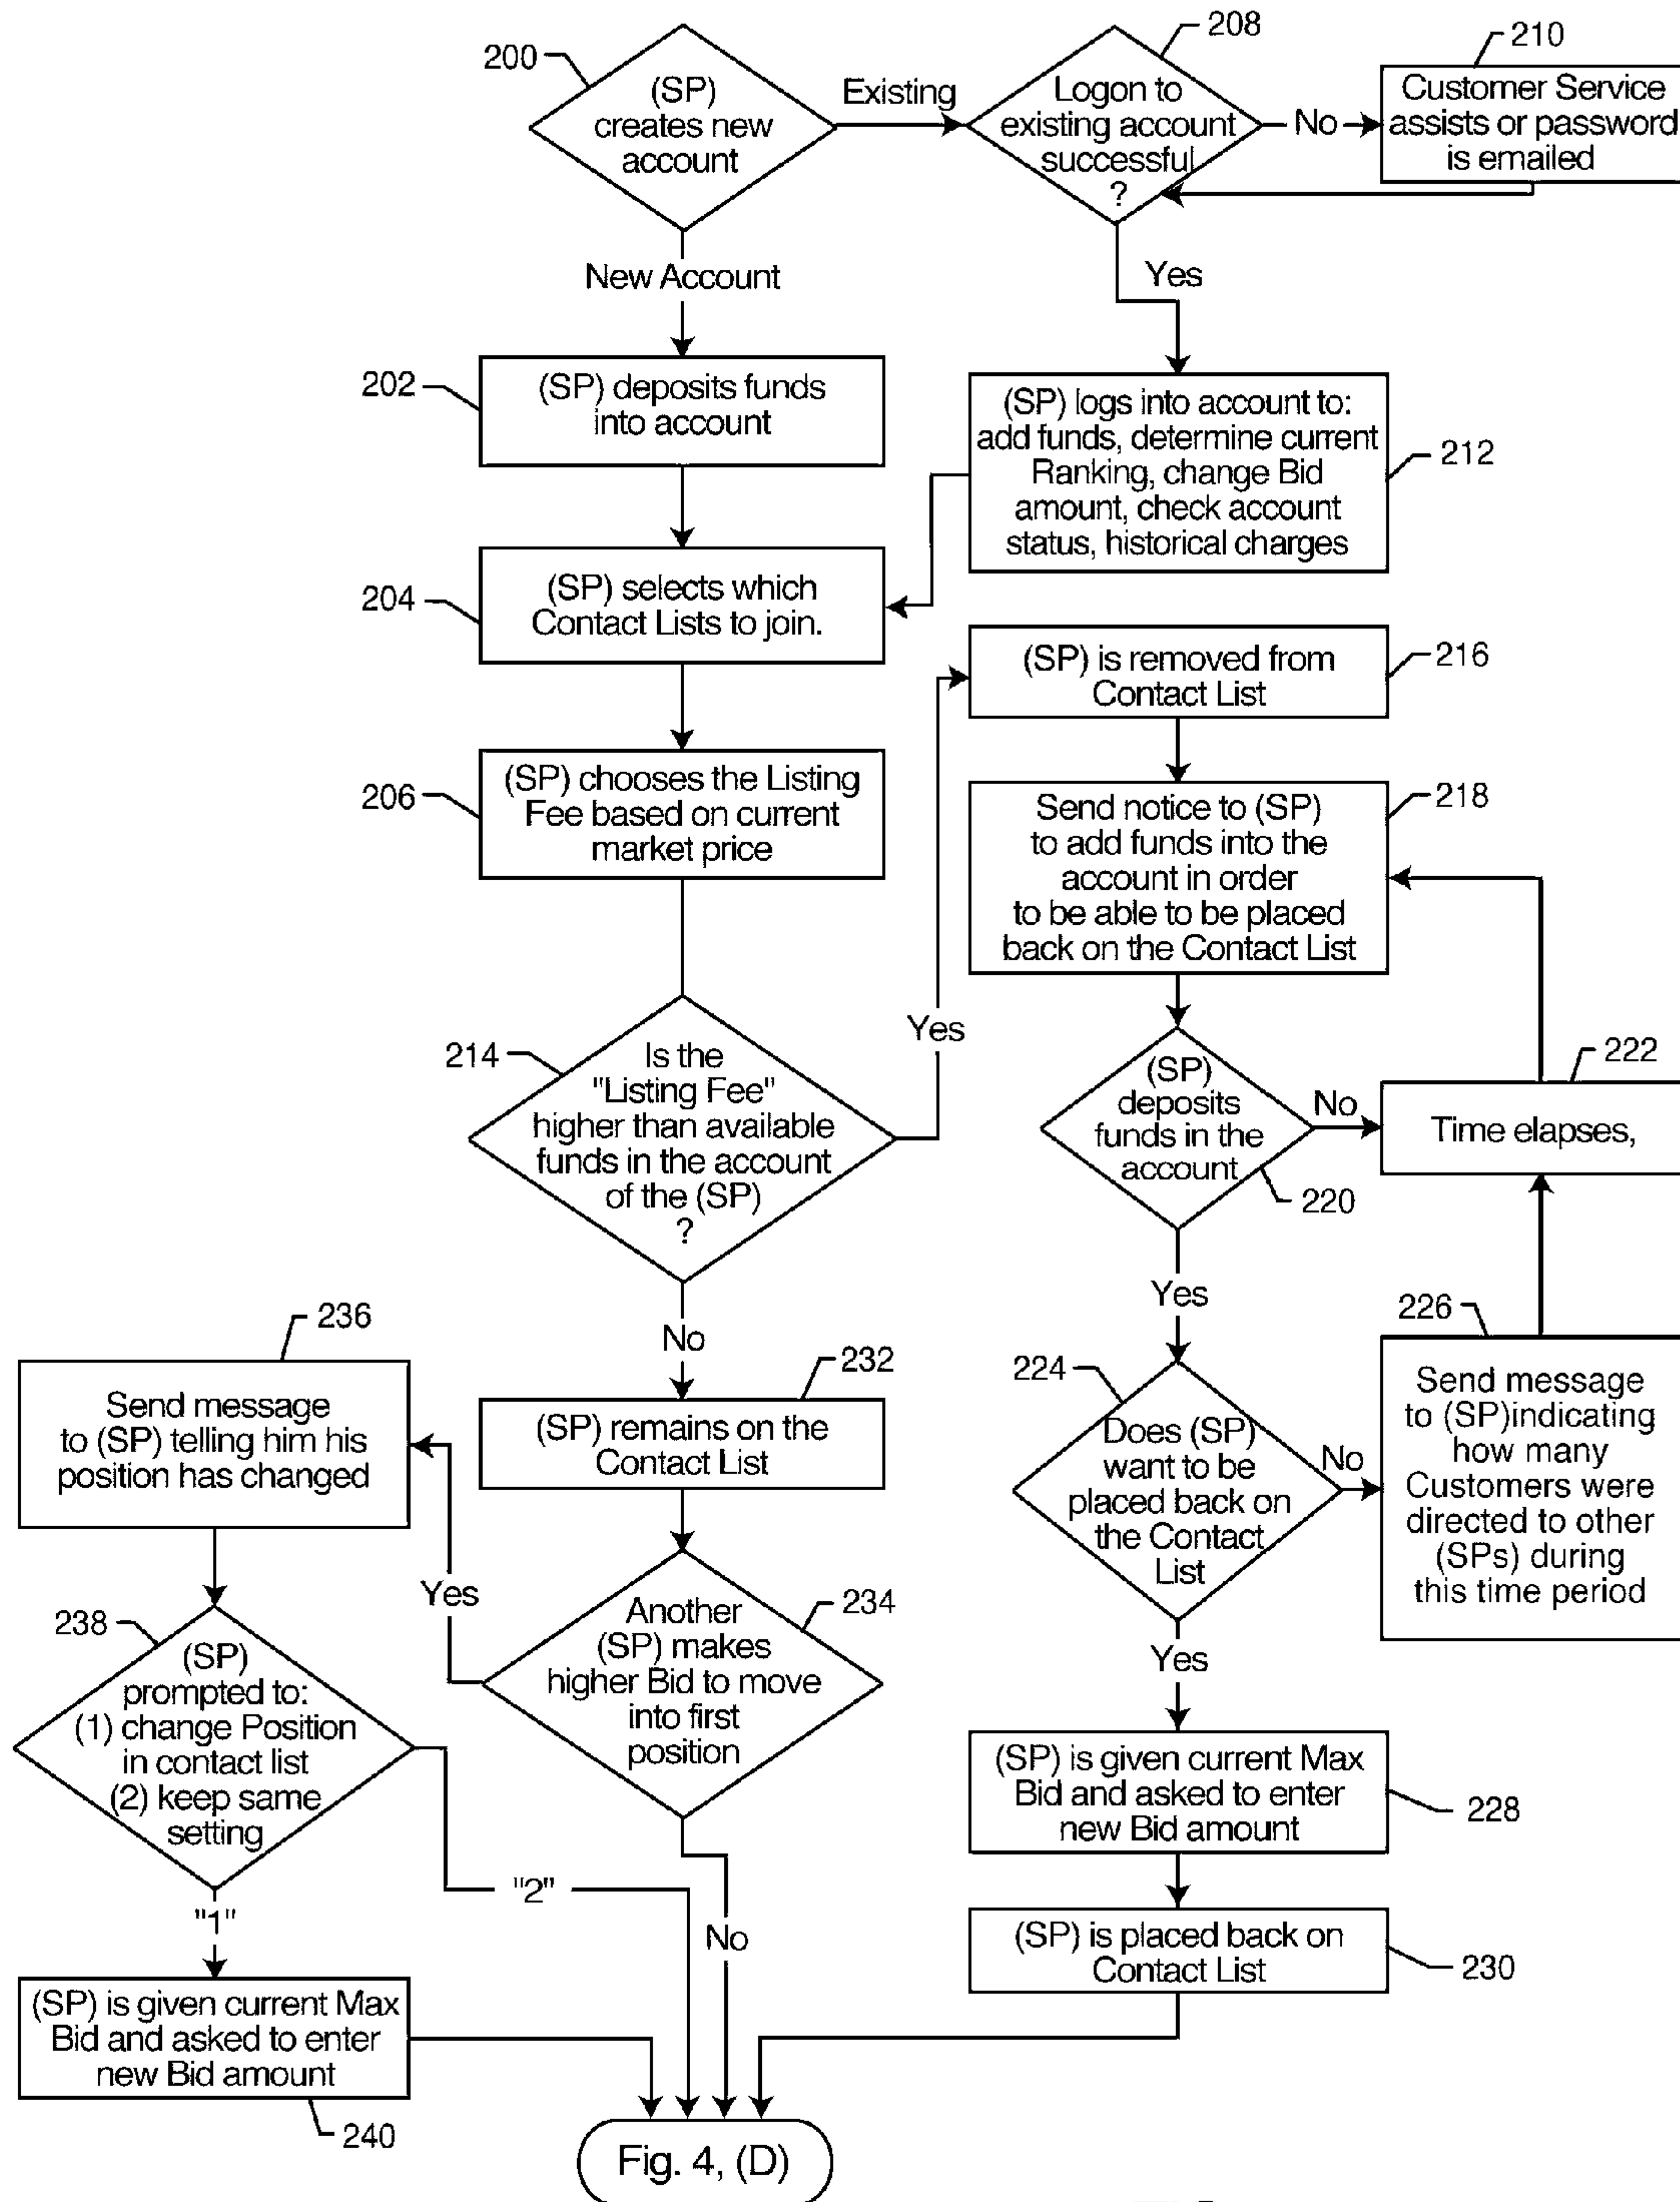 200
(SP)
creates new
account
Existing
208
Logon to
existing account
successful
?
No
210
Customer Service
assists or password
is emailed
New Account
Yes
202
(SP) deposits funds
into account
(SP) logs into account to:
add funds, determine current
Ranking, change Bid
amount, check account
status, historical charges
212
204
(SP) selects which
Contact Lists to join.
(SP) is removed from
Contact List
216
206
(SP) chooses the Listing
Fee based on current
market price
Send notice to (SP)
to add funds into the
account in order
to be able to be placed
back on the Contact List
218
214
Is the
"Listing Fee"
higher than available
funds in the account
of the (SP)
?
Yes
(SP)
deposits
funds in the
account
220
No
222
Time elapses,
No
Yes
236
Send message
to (SP) telling him his
position has changed
232
(SP) remains on the
Contact List
224
Does (SP)
want to be
placed back on
the Contact
List
No
226
Send message
to (SP)indicating
how many
Customers were
directed to other
(SPs) during
this time period
Yes
238
(SP)
prompted to:
(1) change Position
in contact list
(2) keep same
setting
234
Another
(SP) makes
higher Bid to move
into first
position
Yes
(SP) is given current Max
Bid and asked to enter
new Bid amount
228
"1"
"2"
No
(SP) is placed back on
Contact List
230
(SP) is given current Max
Bid and asked to enter
new Bid amount
240
Fig. 4, (D)